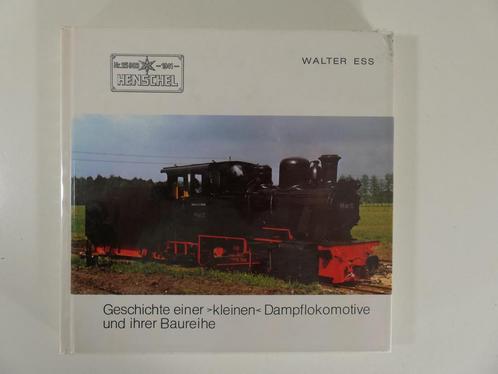 HENSCHEL
WALTER ESS
Geschichte einer >kleinen< Dampflokomotive
und ihrer Baureihe